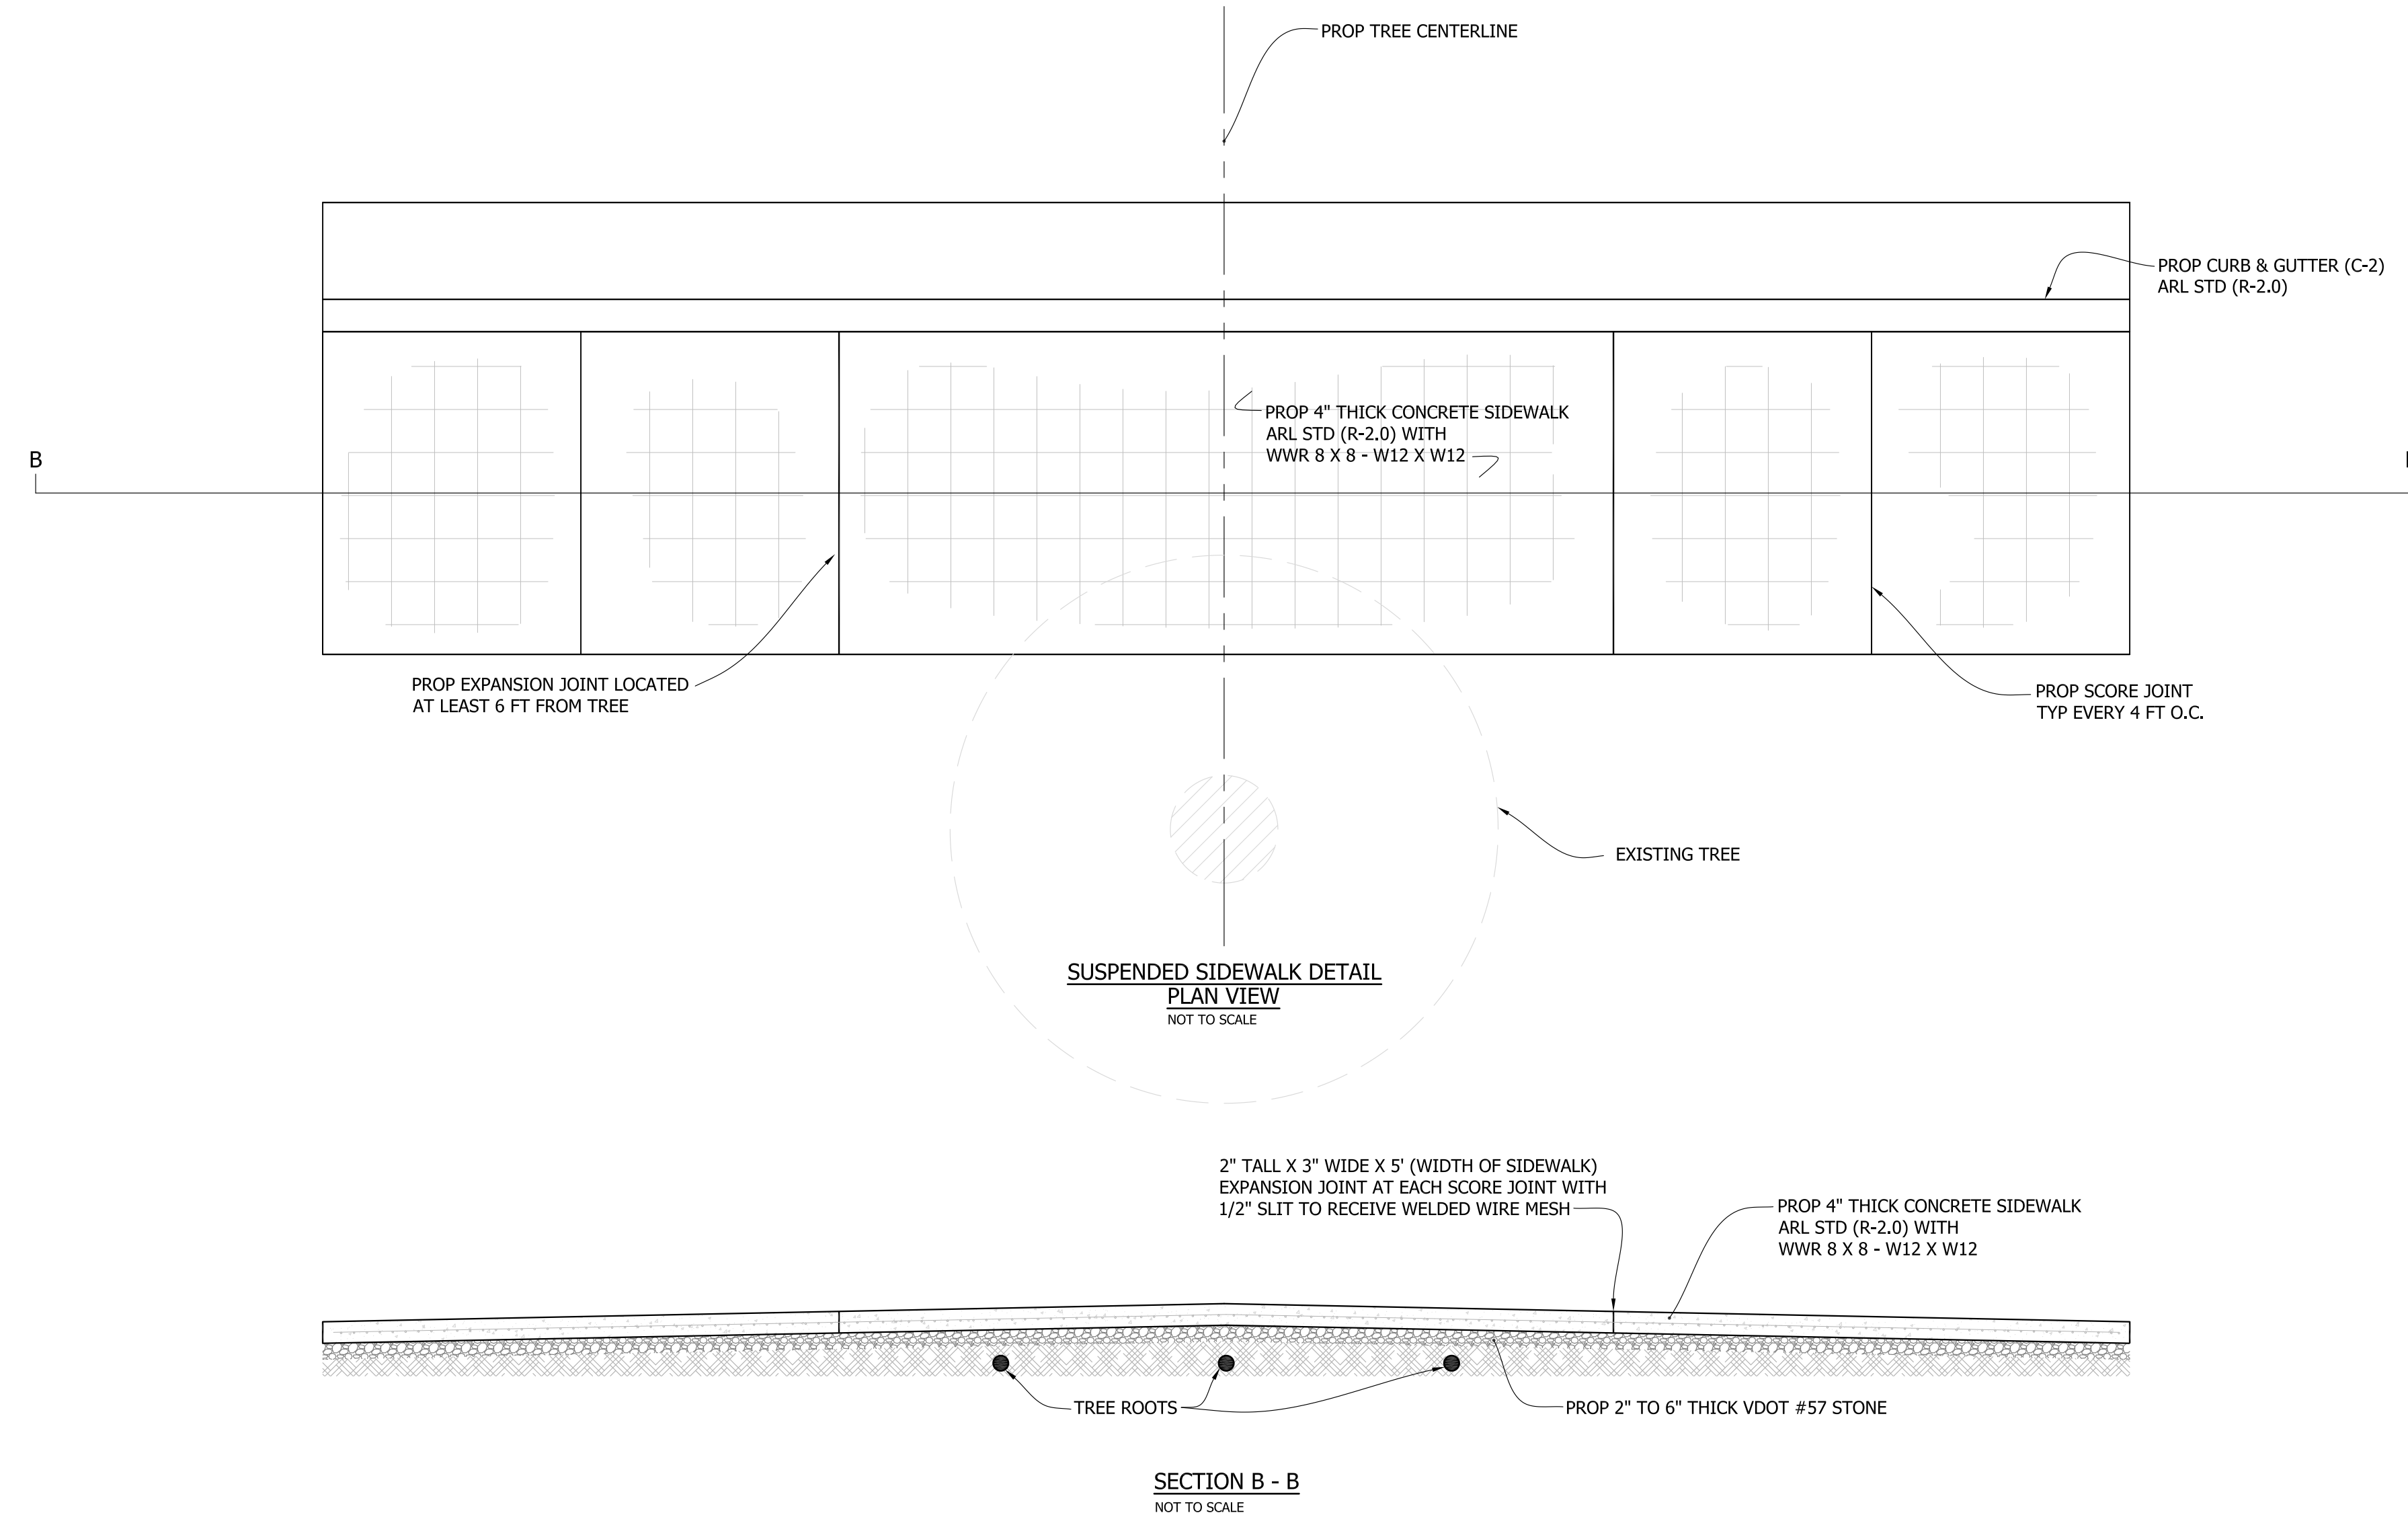 PROP TREE CENTERLINE
PROP CURB & GUTTER (C-2)
ARL STD (R-2.0)
PROP 4" THICK CONCRETE SIDEWALK
ARL STD (R-2.0) WITH
WWR 8 X 8 - W12 X W12
B
PROP EXPANSION JOINT LOCATED
AT LEAST 6 FT FROM TREE
PROP SCORE JOINT
TYP EVERY 4 FT O.C.
EXISTING TREE
SUSPENDED SIDEWALK DETAIL
PLAN VIEW
NOT TO SCALE
2" TALL X 3" WIDE X 5' (WIDTH OF SIDEWALK)
EXPANSION JOINT AT EACH SCORE JOINT WITH
1/2" SLIT TO RECEIVE WELDED WIRE MESH
PROP 4" THICK CONCRETE SIDEWALK
ARL STD (R-2.0) WITH
WWR 8 X 8 - W12 X W12
TREE ROOTS
PROP 2" TO 6" THICK VDOT #57 STONE
SECTION B - B
NOT TO SCALE